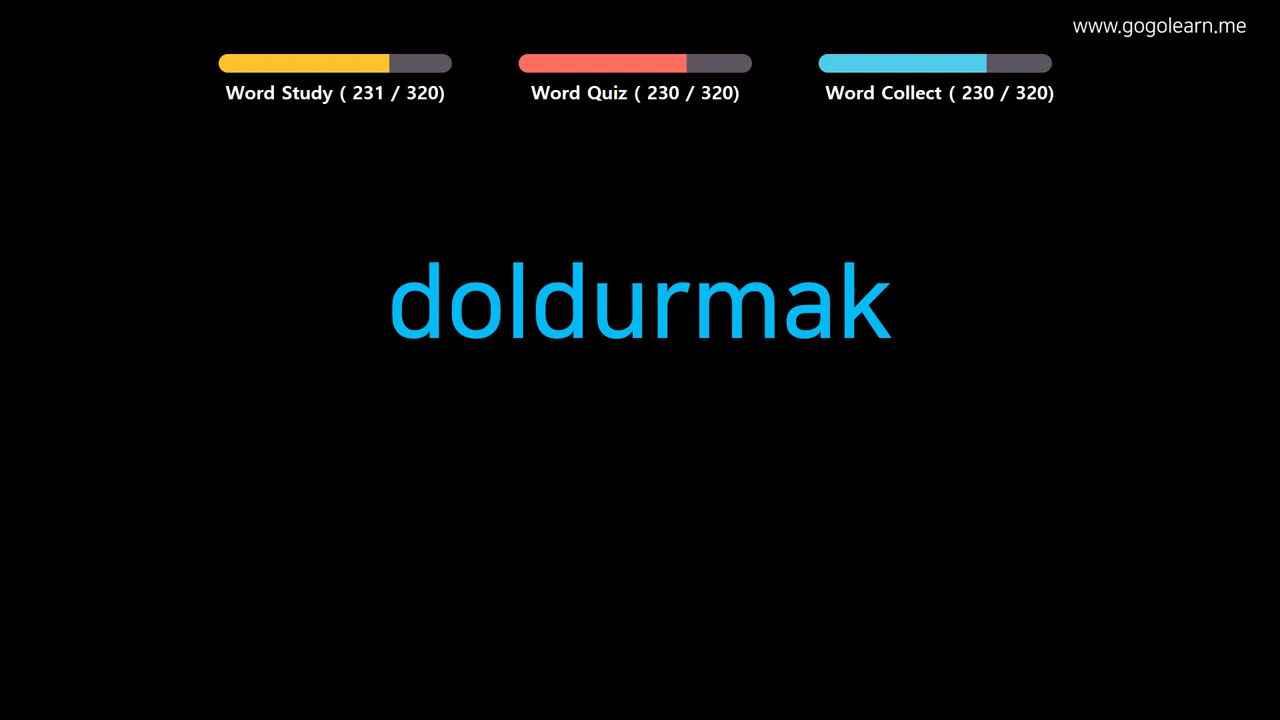 www.gogolearn.me
Word Study ( 231 / 320)
Word Quiz ( 230 / 320)
Word Collect ( 230 / 320)
doldurmak